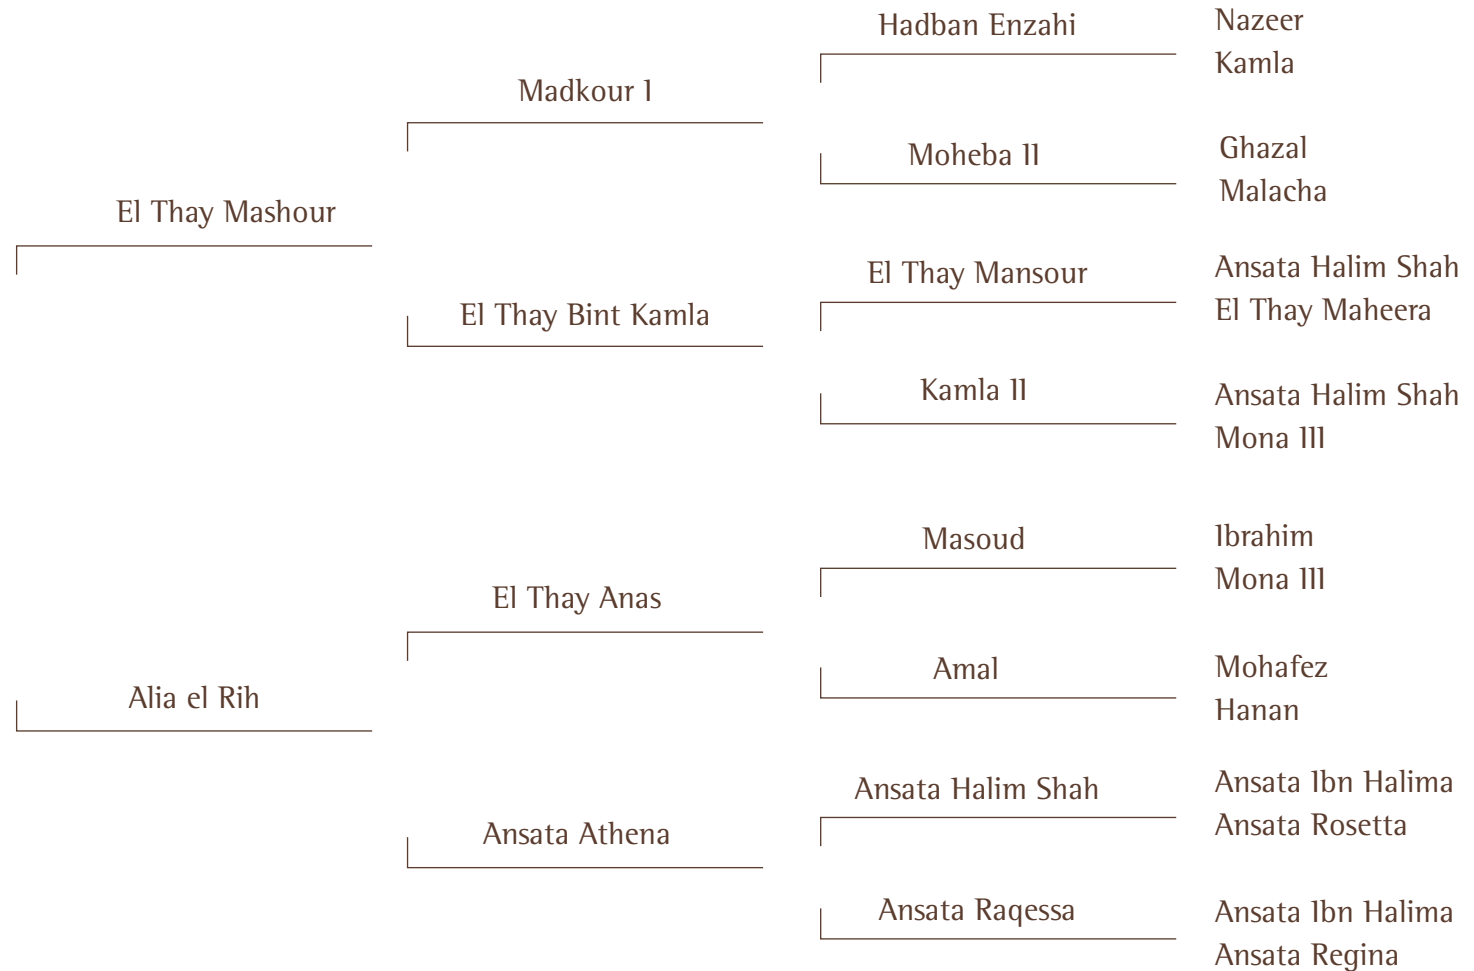 Hadban Enzahi
Nazeer
Kamla
Madkour I
Moheba II
Ghazal
Malacha
El Thay Mashour
El Thay Mansour
Ansata Halim Shah
El Thay Maheera
El Thay Bint Kamla
Kamla II
Ansata Halim Shah
Mona III
Masoud
Ibrahim
Mona III
El Thay Anas
Amal
Mohafez
Hanan
Alia el Rih
Ansata Halim Shah
Ansata Ibn Halima
Ansata Rosetta
Ansata Athena
Ansata Raqessa
Ansata Ibn Halima
Ansata Regina